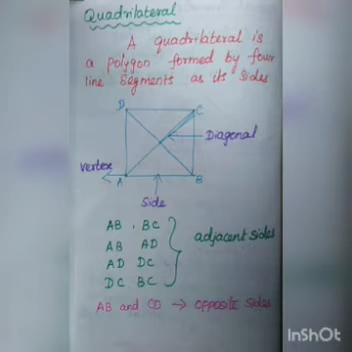 Quadrilateral
A quadrilateral is
a polygon formed by four
line segments as its sides
D
C
Diagonal
vertex
A
B
Side
AB , BC
AB AD
adjacent sides
AD DC
DC BC
AB and CD → opposite sides
InShOt